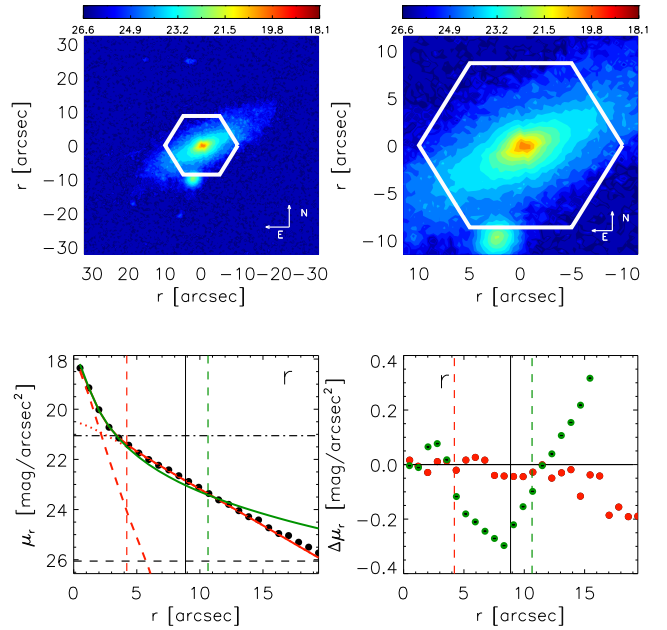 26.6 24.9 23.2 21.5 19.8 18.1
26.6 24.9 23.2 21.5 19.8 18.1
r [arcsec]
30
20
10
0
−10
−20
−30
N
E
30 20 10 0 −10 −20 −30
r [arcsec]
r [arcsec]
10
5
0
−5
−10
N
E
10 5 0 −5 −10
r [arcsec]
μr [mag/arcsec²]
18
20
22
24
26
r
0 5 10 15
r [arcsec]
Δμr [mag/arcsec²]
0.4
0.2
0.0
−0.2
−0.4
r
0 5 10 15
r [arcsec]